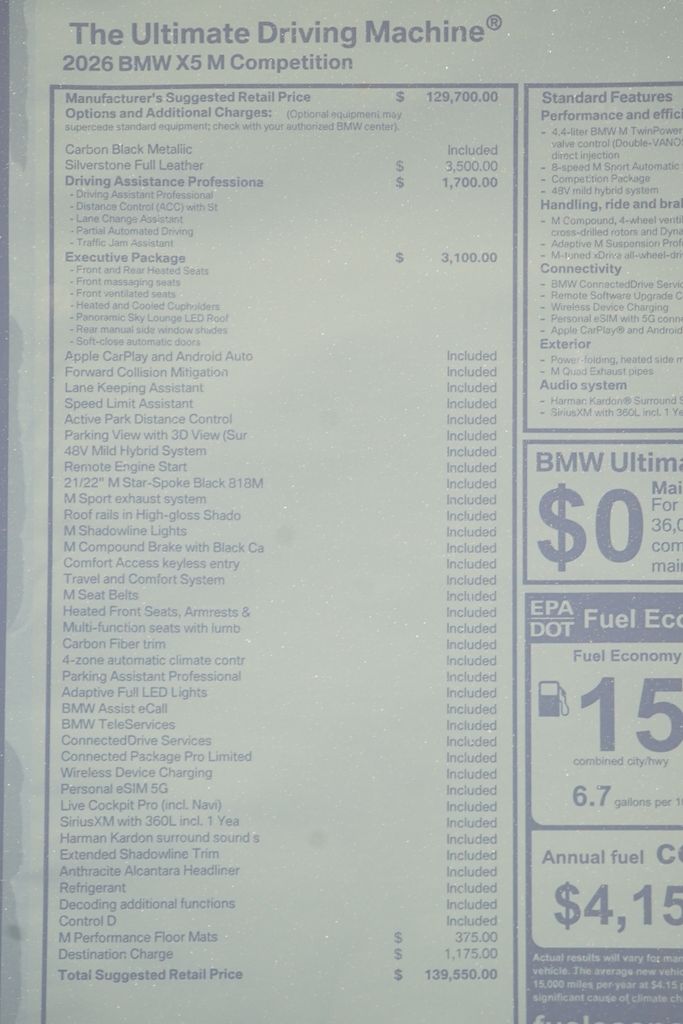 The Ultimate Driving Machine®
2026 BMW X5 M Competition
Manufacturer's Suggested Retail Price $ 129,700.00
Options and Additional Charges: (Optional equipment may
supercede standard equipment; check with your authorized BMW center).
Carbon Black Metallic Included
Silverstone Full Leather $ 3,500.00
Driving Assistance Professiona $ 1,700.00
- Driving Assistant Professional
- Distance Control (ACC) with St
- Lane Change Assistant
- Partial Automated Driving
- Traffic Jam Assistant
Executive Package $ 3,100.00
- Front and Rear Heated Seats
- Front massaging seats
- Front ventilated seats
- Heated and Cooled Cupholders
- Panoramic Sky Lounge LED Roof
- Rear manual side window shades
- Soft-close automatic doors
Apple CarPlay and Android Auto Included
Forward Collision Mitigation Included
Lane Keeping Assistant Included
Speed Limit Assistant Included
Active Park Distance Control Included
Parking View with 3D View (Sur Included
48V Mild Hybrid System Included
Remote Engine Start Included
21/22" M Star-Spoke Black 818M Included
M Sport exhaust system Included
Roof rails in High-gloss Shado Included
M Shadowline Lights Included
M Compound Brake with Black Ca Included
Comfort Access keyless entry Included
Travel and Comfort System Included
M Seat Belts Included
Heated Front Seats, Armrests & Included
Multi-function seats with lumb Included
Carbon Fiber trim Included
4-zone automatic climate contr Included
Parking Assistant Professional Included
Adaptive Full LED Lights Included
BMW Assist eCall Included
BMW TeleServices Included
ConnectedDrive Services Included
Connected Package Pro Limited Included
Wireless Device Charging Included
Personal eSIM 5G Included
Live Cockpit Pro (incl. Navi) Included
SiriusXM with 360L incl. 1 Yea Included
Harman Kardon surround sound s Included
Extended Shadowline Trim Included
Anthracite Alcantara Headliner Included
Refrigerant Included
Decoding additional functions Included
Control D Included
M Performance Floor Mats $ 375.00
Destination Charge $ 1,175.00
Total Suggested Retail Price $ 139,550.00
Standard Features
Performance and effici
- 4.4-liter BMW M TwinPower
valve control (Double-VANOS
direct injection
- 8-speed M Sport Automatic
- Competition Package
- 48V mild hybrid system
Handling, ride and bra
- M Compound, 4-wheel ventil
cross-drilled rotors and Dyna
- Adaptive M Suspension Prof
- M-tuned xDrive all-wheel-dri
Connectivity
- BMW ConnectedDrive Servic
- Remote Software Upgrade C
- Wireless Device Charging
- Personal eSIM with 5G conn
- Apple CarPlay® and Android
Exterior
- Power-folding, heated side m
- M Quad Exhaust pipes
Audio system
- Harman Kardon® Surround S
- SiriusXM with 360L incl. 1 Ye
BMW Ultima
$0
Mai
For
36,0
com
mai
EPA
DOT Fuel Eco
Fuel Economy
15
combined city/hwy
6.7 gallons per 1
Annual fuel co
$4,15
Actual results will vary for man
vehicle. The average new vehic
15,000 miles per year at $4.15 p
significant cause of climate ch